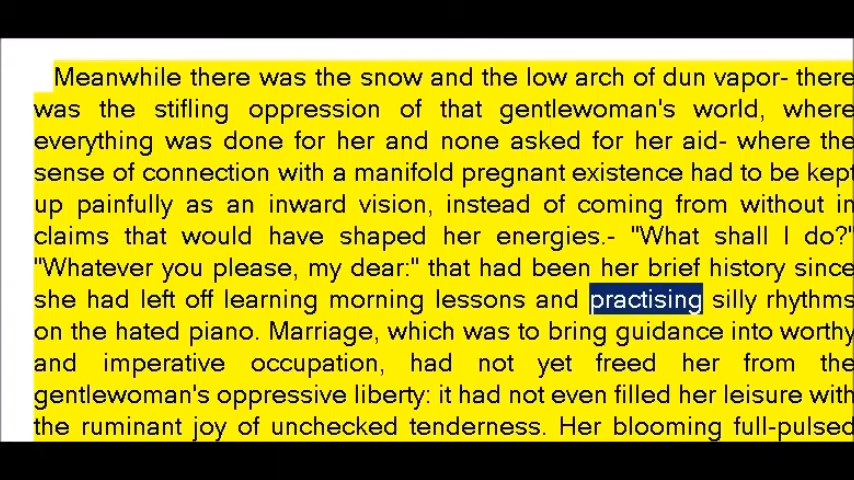 Meanwhile there was the snow and the low arch of dun vapor- there
was the stifling oppression of that gentlewoman's world, where
everything was done for her and none asked for her aid- where the
sense of connection with a manifold pregnant existence had to be kept
up painfully as an inward vision, instead of coming from without in
claims that would have shaped her energies.- "What shall I do?"
"Whatever you please, my dear:" that had been her brief history since
she had left off learning morning lessons and practising silly rhythms
on the hated piano. Marriage, which was to bring guidance into worthy
and imperative occupation, had not yet freed her from the
gentlewoman's oppressive liberty: it had not even filled her leisure with
the ruminant joy of unchecked tenderness. Her blooming full-pulsed